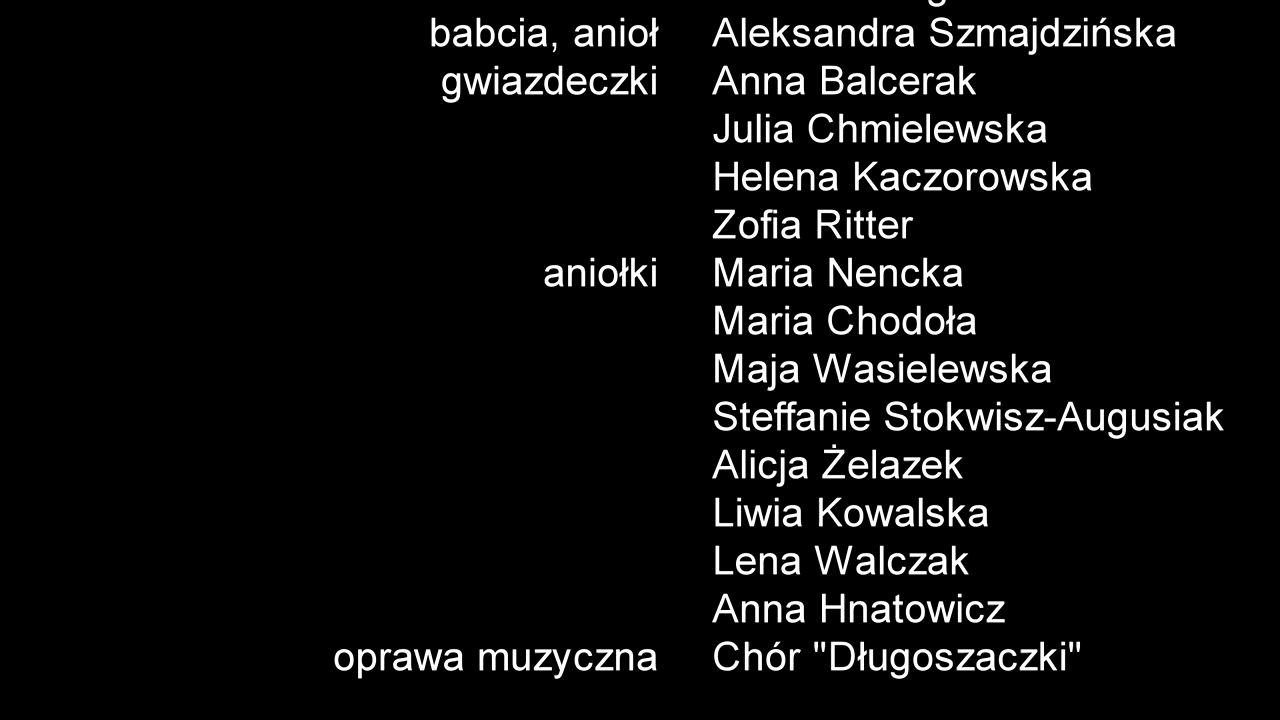 babcia, anioł Aleksandra Szmajdzińska
gwiazdeczki Anna Balcerak
Julia Chmielewska
Helena Kaczorowska
Zofia Ritter
aniołki Maria Nencka
Maria Chodoła
Maja Wasielewska
Steffanie Stokwisz-Augusiak
Alicja Żelazek
Liwia Kowalska
Lena Walczak
Anna Hnatowicz
oprawa muzyczna Chór "Długoszaczki"